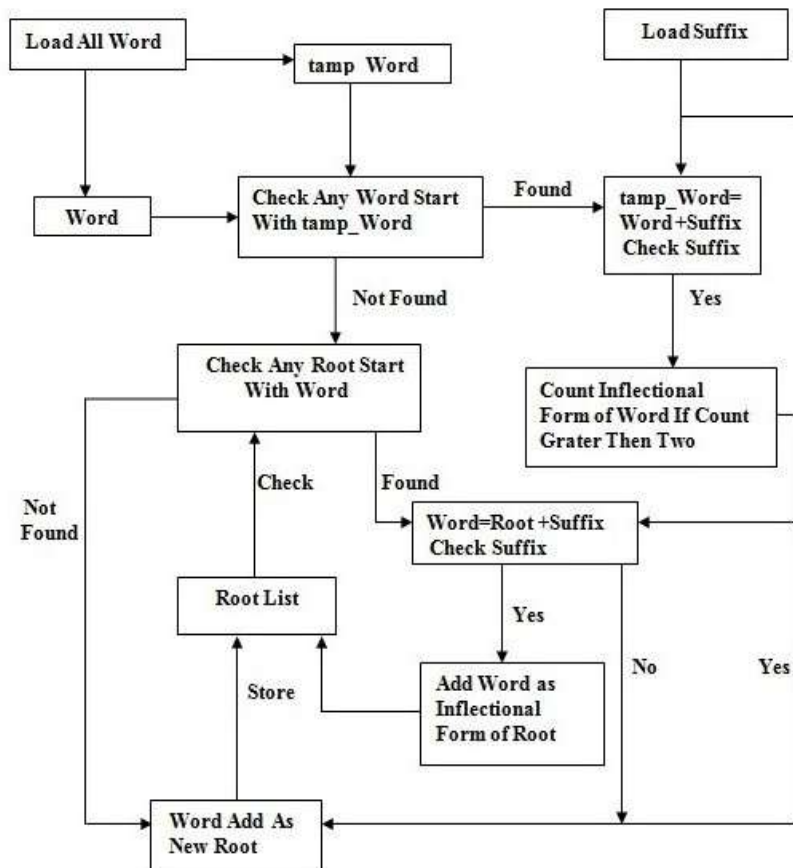 Load All Word
tamp_Word
Load Suffix
Word
Check Any Word Start
With tamp_Word
Found
tamp_Word=
Word+Suffix
Check Suffix
Not Found
Yes
Check Any Root Start
With Word
Count Inflectional
Form of Word If Count
Grater Then Two
Check
Found
Not
Found
Word=Root +Suffix
Check Suffix
Root List
Yes
Store
No
Yes
Add Word as
Inflectional
Form of Root
Word Add As
New Root